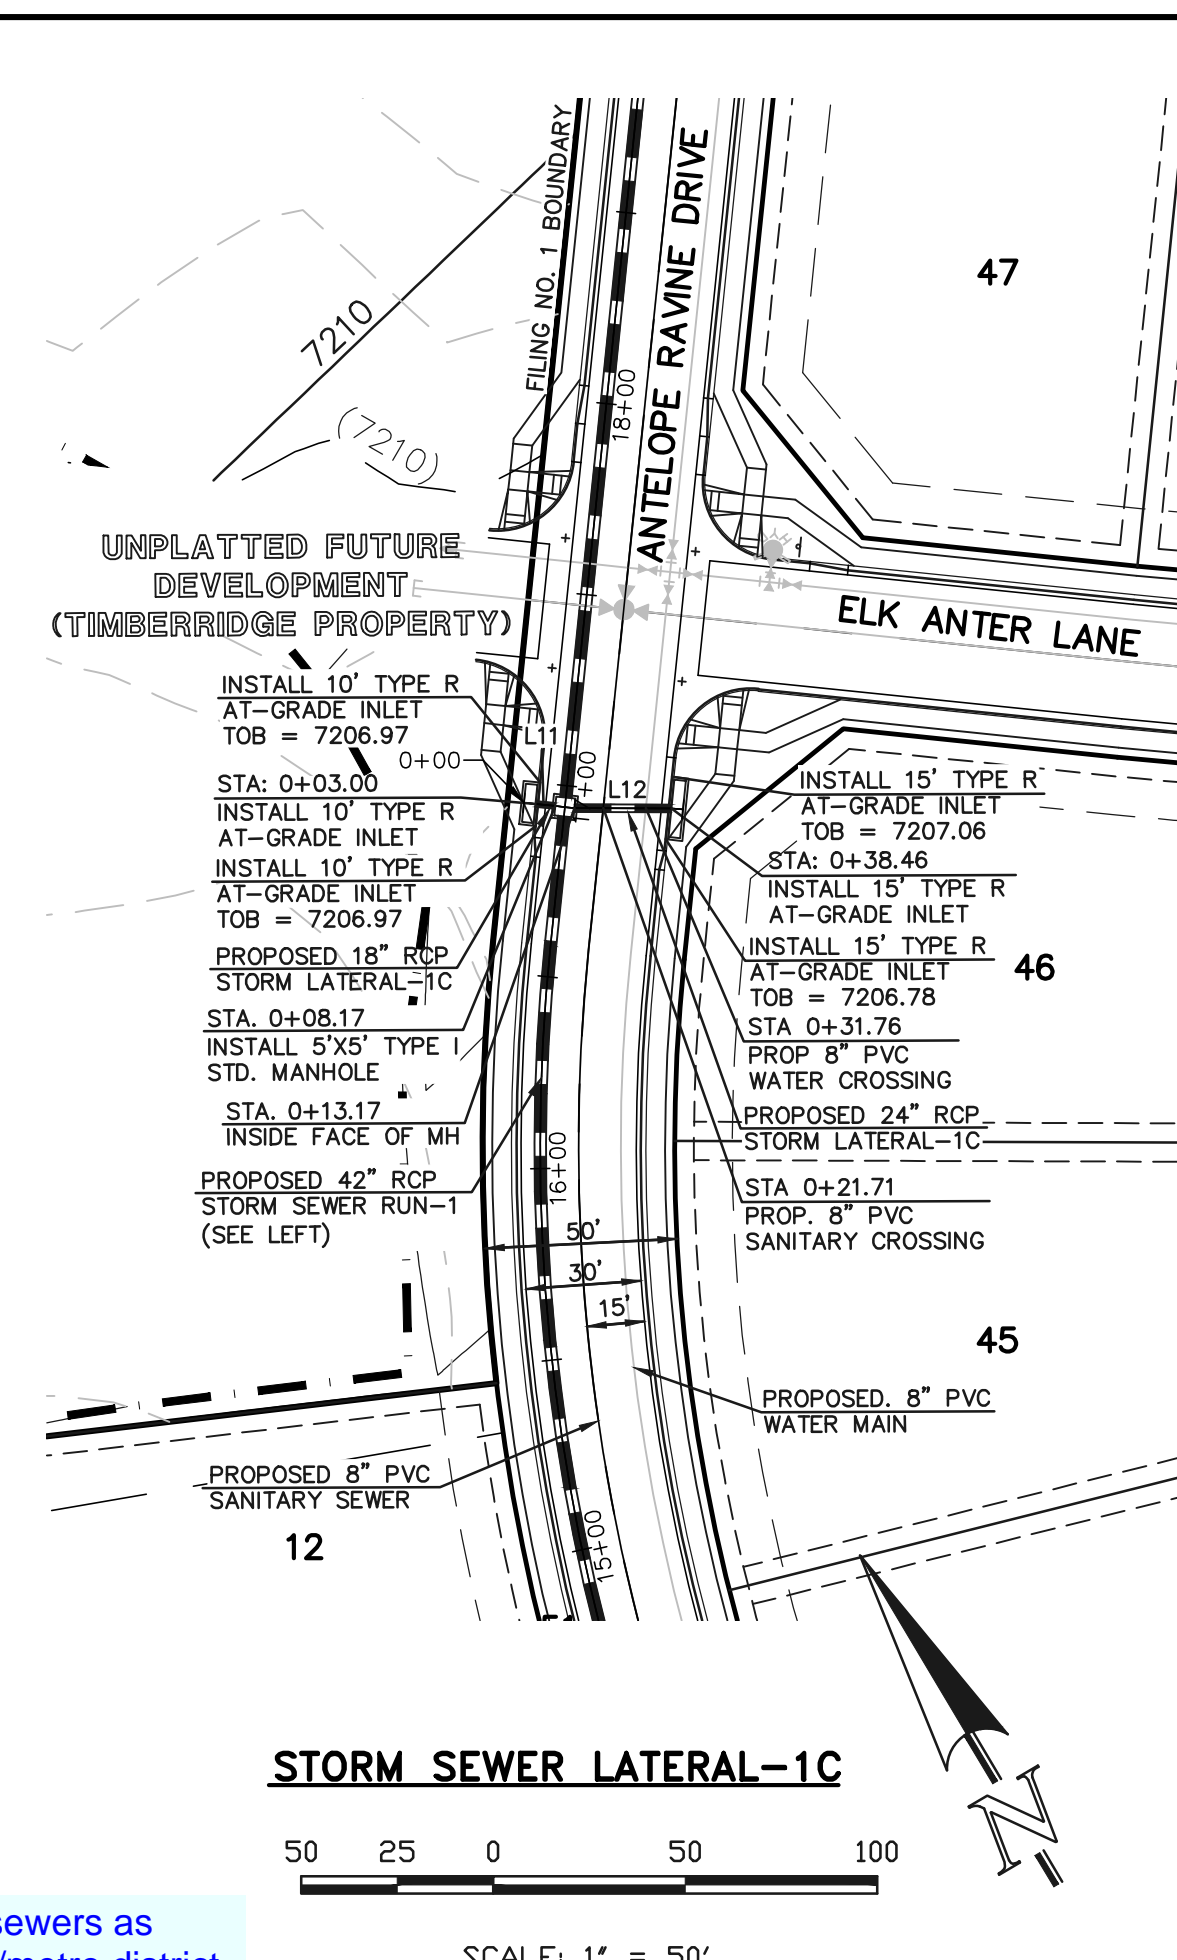 FILING NO. 1 BOUNDARY
ANTELOPE RAVINE DRIVE
47
7210
(7210)
18+00
UNPLATTED FUTURE
DEVELOPMENT
(TIMBERRIDGE PROPERTY)
ELK ANTER LANE
INSTALL 10' TYPE R
AT-GRADE INLET
TOB = 7206.97
L11
0+00
+00
L12
STA: 0+03.00
INSTALL 10' TYPE R
AT-GRADE INLET
INSTALL 10' TYPE R
AT-GRADE INLET
TOB = 7206.97
PROPOSED 18" RCP
STORM LATERAL-1C
STA. 0+08.17
INSTALL 5'X5' TYPE I
STD. MANHOLE
STA. 0+13.17
INSIDE FACE OF MH
PROPOSED 42" RCP
STORM SEWER RUN-1
(SEE LEFT)
INSTALL 15' TYPE R
AT-GRADE INLET
TOB = 7207.06
STA: 0+38.46
INSTALL 15' TYPE R
AT-GRADE INLET
INSTALL 15' TYPE R
AT-GRADE INLET
TOB = 7206.78
46
STA 0+31.76
PROP 8" PVC
WATER CROSSING
PROPOSED 24" RCP
STORM LATERAL-1C
STA 0+21.71
PROP. 8" PVC
SANITARY CROSSING
16+00
50'
30'
15'
45
PROPOSED. 8" PVC
WATER MAIN
PROPOSED 8" PVC
SANITARY SEWER
12
15+00
N
STORM SEWER LATERAL-1C
50 25 0 50 100
SCALE: 1" = 50'
sewers as
/metro district